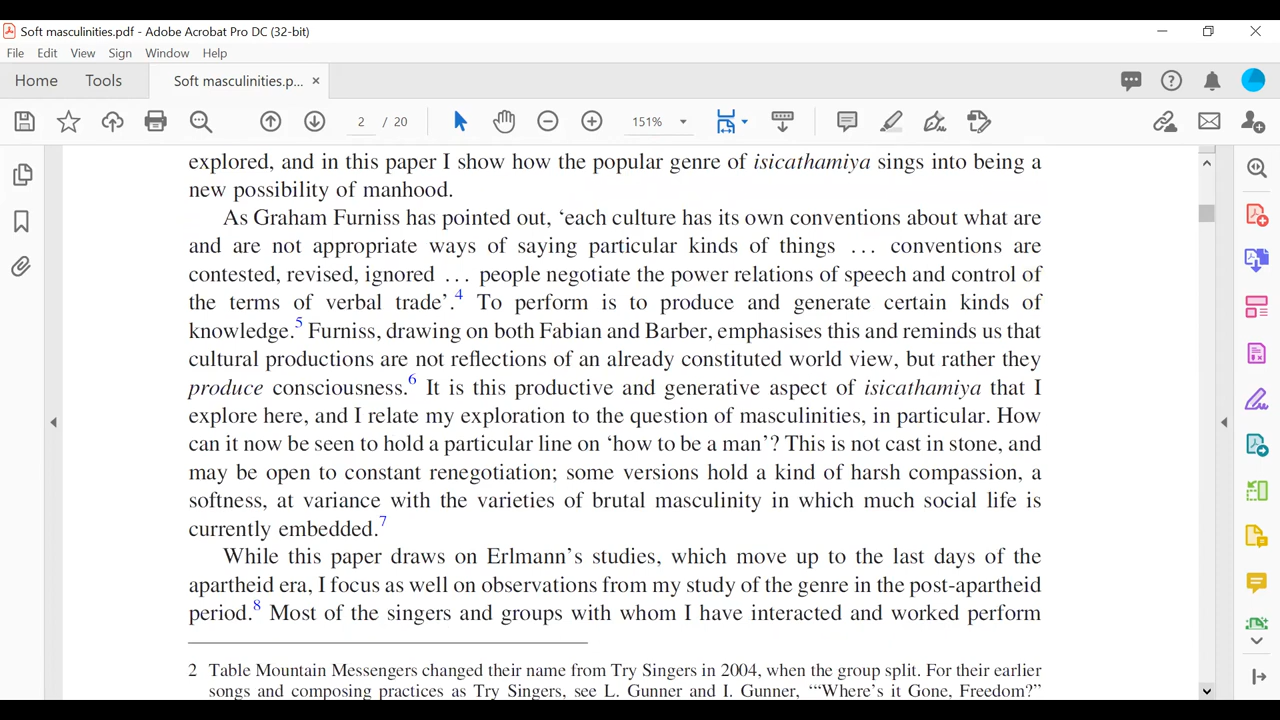 Soft masculinities.pdf - Adobe Acrobat Pro DC (32-bit)
File Edit View Sign Window Help
Home Tools Soft masculinities.p... ×
2 / 20 151%
explored, and in this paper I show how the popular genre of isicathamiya sings into being a
new possibility of manhood.
As Graham Furniss has pointed out, ‘each culture has its own conventions about what are
and are not appropriate ways of saying particular kinds of things … conventions are
contested, revised, ignored … people negotiate the power relations of speech and control of
the terms of verbal trade’.4 To perform is to produce and generate certain kinds of
knowledge.5 Furniss, drawing on both Fabian and Barber, emphasises this and reminds us that
cultural productions are not reflections of an already constituted world view, but rather they
produce consciousness.6 It is this productive and generative aspect of isicathamiya that I
explore here, and I relate my exploration to the question of masculinities, in particular. How
can it now be seen to hold a particular line on ‘how to be a man’? This is not cast in stone, and
may be open to constant renegotiation; some versions hold a kind of harsh compassion, a
softness, at variance with the varieties of brutal masculinity in which much social life is
currently embedded.7
While this paper draws on Erlmann’s studies, which move up to the last days of the
apartheid era, I focus as well on observations from my study of the genre in the post-apartheid
period.8 Most of the singers and groups with whom I have interacted and worked perform
2 Table Mountain Messengers changed their name from Try Singers in 2004, when the group split. For their earlier
songs and composing practices as Try Singers, see L. Gunner and I. Gunner, ‘“Where’s it Gone, Freedom?”